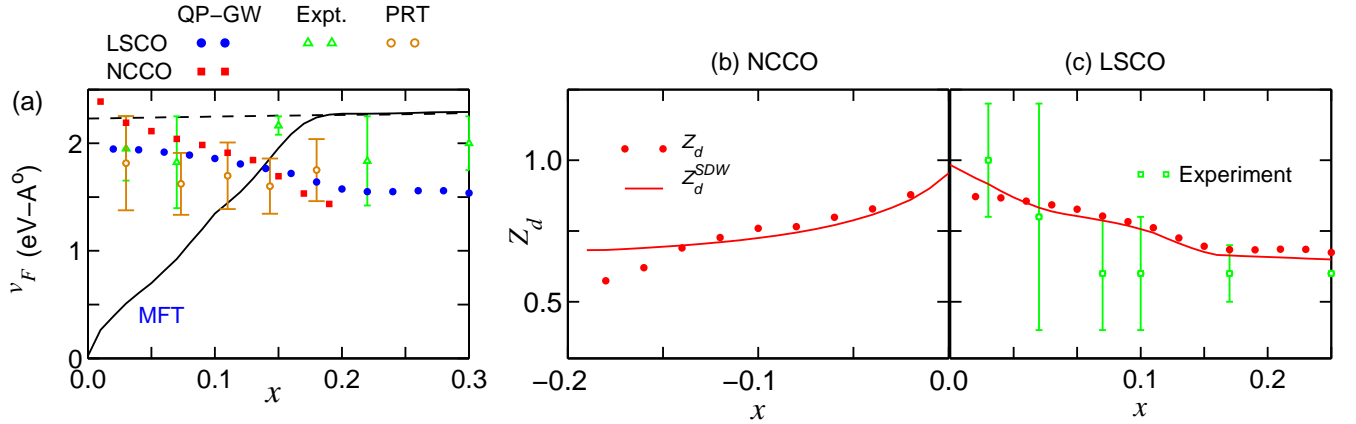 QP−GW Expt. PRT
LSCO
NCCO
(a)
(b) NCCO
(c) LSCO
v_F (eV−A°)
2
1
0
0.0 0.1 0.2 0.3
x
MFT
Z_d
1.0
0.5
Z_d
Z_d^SDW
−0.2 −0.1 0.0
x
Experiment
0.1 0.2
x